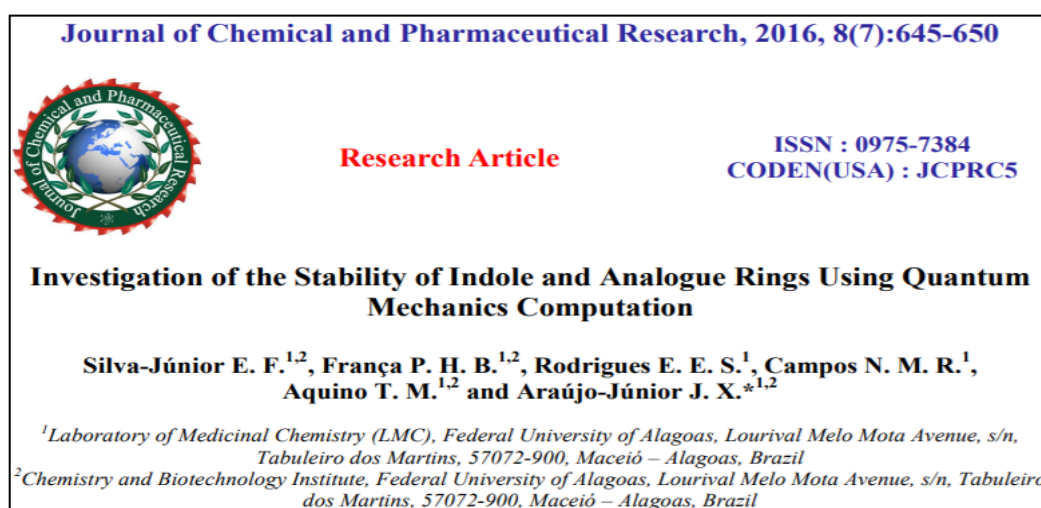 Journal of Chemical and Pharmaceutical Research, 2016, 8(7):645-650
Journal of Chemical and Pharmaceutical Research
Research Article
ISSN : 0975-7384
CODEN(USA) : JCPRC5
Investigation of the Stability of Indole and Analogue Rings Using Quantum
Mechanics Computation
Silva-Júnior E. F.1,2, França P. H. B.1,2, Rodrigues E. E. S.1, Campos N. M. R.1,
Aquino T. M.1,2 and Araújo-Júnior J. X.*1,2
1Laboratory of Medicinal Chemistry (LMC), Federal University of Alagoas, Lourival Melo Mota Avenue, s/n,
Tabuleiro dos Martins, 57072-900, Maceió – Alagoas, Brazil
2Chemistry and Biotechnology Institute, Federal University of Alagoas, Lourival Melo Mota Avenue, s/n, Tabuleiro
dos Martins, 57072-900, Maceió – Alagoas, Brazil